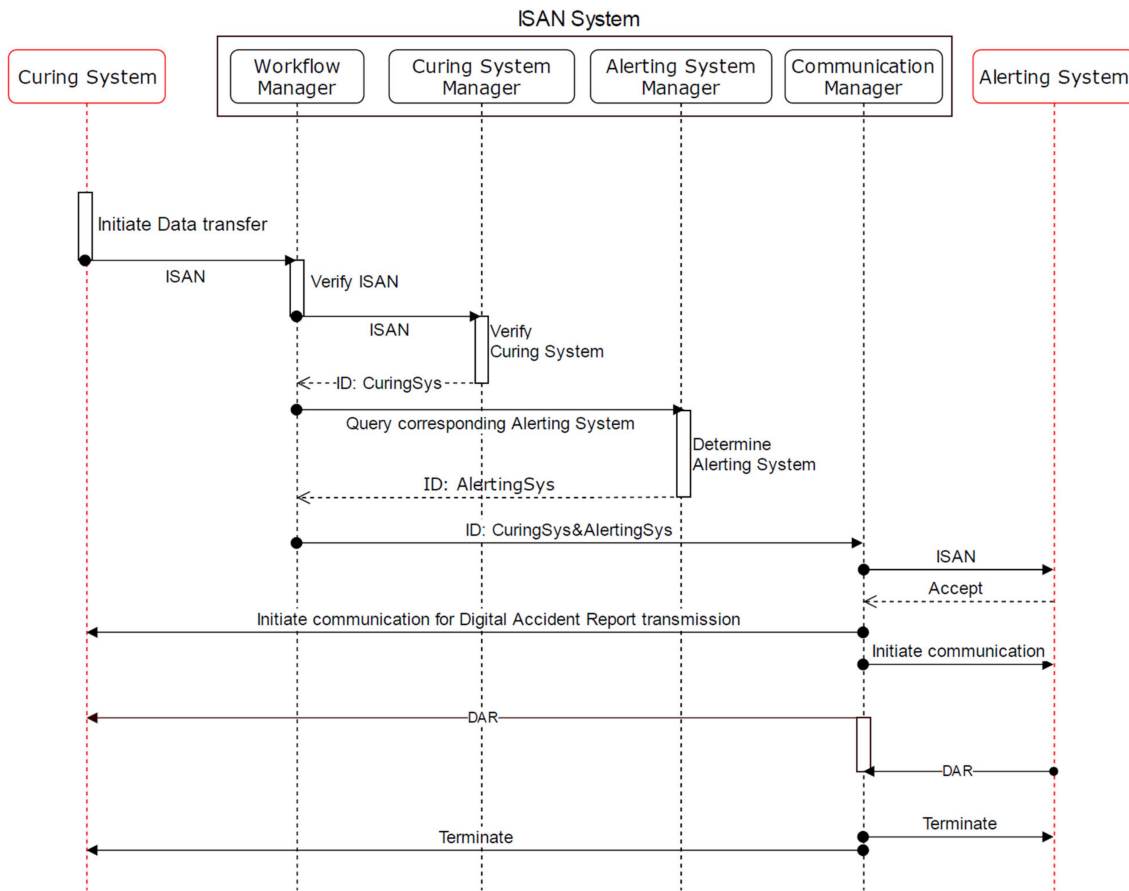 ISAN System
Curing System
Workflow
Manager
Curing System
Manager
Alerting System
Manager
Communication
Manager
Alerting System
Initiate Data transfer
ISAN
Verify ISAN
ISAN
Verify
Curing System
ID: CuringSys
Query corresponding Alerting System
Determine
Alerting System
ID: AlertingSys
ID: CuringSys&AlertingSys
ISAN
Accept
Initiate communication for Digital Accident Report transmission
Initiate communication
DAR
DAR
Terminate
Terminate